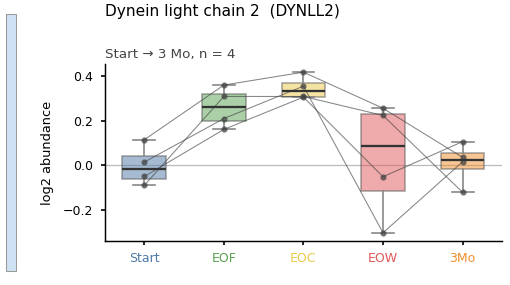 Dynein light chain 2 (DYNLL2)
Start → 3 Mo, n = 4
log2 abundance
0.4
0.2
0.0
−0.2
Start EOF EOC EOW 3Mo